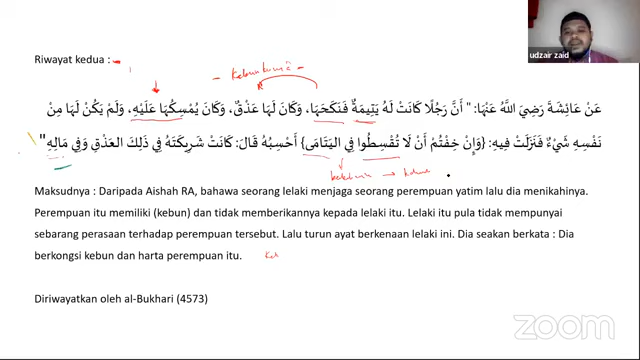 udzair zaid
Riwayat kedua :
عَنْ عَائِشَةَ رَضِيَ اللَّهُ عَنْهَا: " أَنَّ رَجُلًا كَانَتْ لَهُ يَتِيمَةٌ فَنَكَحَهَا، وَكَانَ لَهَا عَذْقٌ، وَكَانَ يُمْسِكُهَا عَلَيْهِ، وَلَمْ يَكُنْ لَهَا مِنْ
نَفْسِهِ شَيْءٌ فَنَزَلَتْ فِيهِ: {وَإِنْ خِفْتُمْ أَنْ لَا تُقْسِطُوا فِي اليَتَامَى} أَحْسِبُهُ قَالَ: كَانَتْ شَرِيكَتَهُ فِي ذَلِكَ العَذْقِ وَفِي مَالِهِ"
Maksudnya : Daripada Aishah RA, bahawa seorang lelaki menjaga seorang perempuan yatim lalu dia menikahinya.
Perempuan itu memiliki (kebun) dan tidak memberikannya kepada lelaki itu. Lelaki itu pula tidak mempunyai
sebarang perasaan terhadap perempuan tersebut. Lalu turun ayat berkenaan lelaki ini. Dia seakan berkata : Dia
berkongsi kebun dan harta perempuan itu.
Diriwayatkan oleh al-Bukhari (4573)
zoom